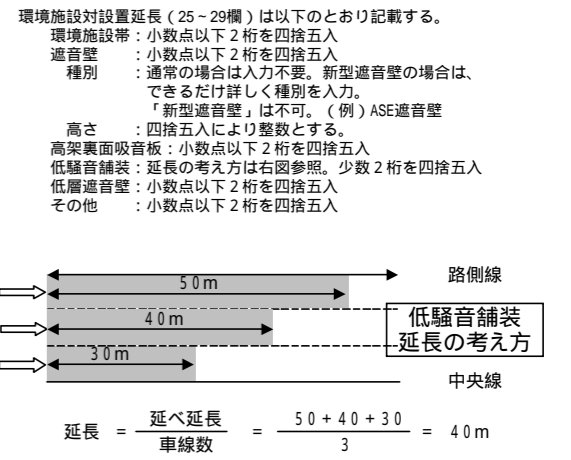 環境施設対設置延長(25~29欄)は以下のとおり記載する。
環境施設帯：小数点以下２桁を四捨五入
遮音壁　：小数点以下２桁を四捨五入
種別　：通常の場合は入力不要。新型遮音壁の場合は、
できるだけ詳しく種別を入力。
「新型遮音壁」は不可。(例)ASE遮音壁
高さ　：四捨五入により整数とする。
高架裏面吸音板：小数点以下２桁を四捨五入
低騒音舗装：延長の考え方は右図参照。少数２桁を四捨五入
低層遮音壁：小数点以下２桁を四捨五入
その他　：小数点以下２桁を四捨五入
路側線
５０ｍ
４０ｍ
低騒音舗装
延長の考え方
３０ｍ
中央線
延長 = 延べ延長 / 車線数 = ５０+４０+３０ / ３ = ４０ｍ